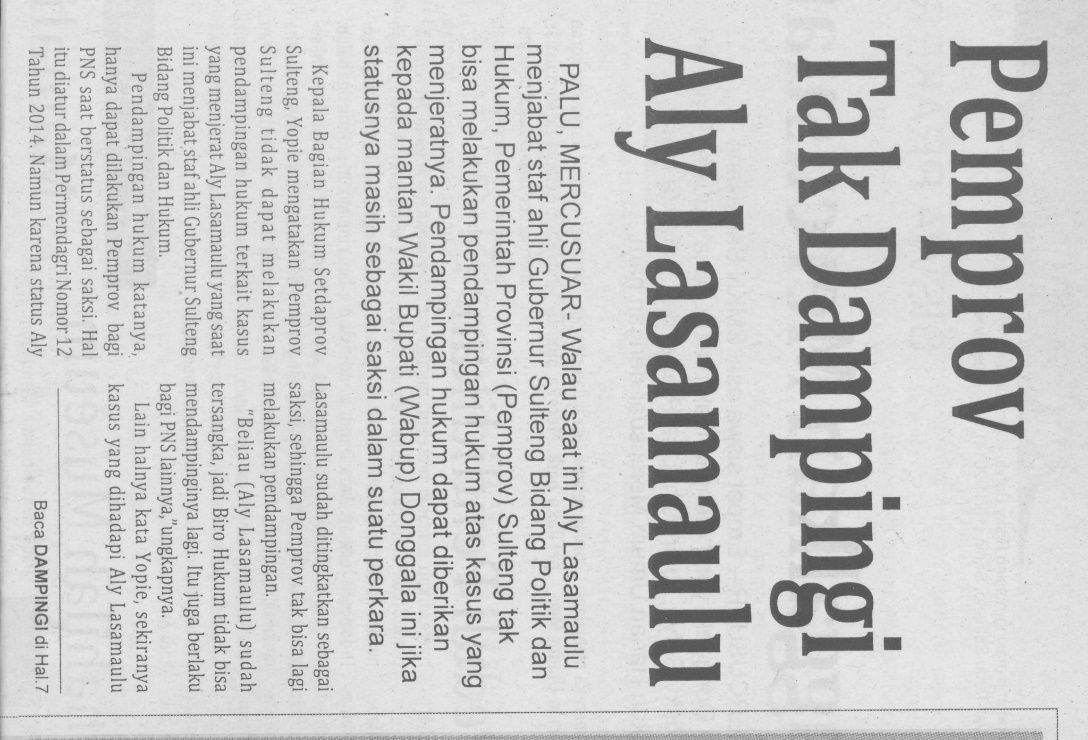 Pemprov
Tak Dampingi
Aly Lasamaulu
PALU, MERCUSUAR- Walau saat ini Aly Lasamaulu
menjabat staf ahli Gubernur Sulteng Bidang Politik dan
Hukum, Pemerintah Provinsi (Pemprov) Sulteng tak
bisa melakukan pendampingan hukum atas kasus yang
menjeratnya. Pendampingan hukum dapat diberikan
kepada mantan Wakil Bupati (Wabup) Donggala ini jika
statusnya masih sebagai saksi dalam suatu perkara.
Kepala Bagian Hukum Setdaprov
Sulteng, Yopie mengatakan Pemprov
Sulteng tidak dapat melakukan
pendampingan hukum terkait kasus
yang menjerat Aly Lasamaulu yang saat
ini menjabat staf ahli Gubernur Sulteng
Bidang Politik dan Hukum.
Pendampingan hukum katanya,
hanya dapat dilakukan Pemprov bagi
PNS saat berstatus sebagai saksi. Hal
itu diatur dalam Permendagri Nomor 12
Tahun 2014. Namun karena status Aly
Lasamaulu sudah ditingkatkan sebagai
saksi, sehingga Pemprov tak bisa lagi
melakukan pendampingan.
"Beliau (Aly Lasamaulu) sudah
tersangka, jadi Biro Hukum tidak bisa
mendampinginya lagi. Itu juga berlaku
bagi PNS lainnya,"ungkapnya.
Lain halnya kata Yopie, sekiranya
kasus yang dihadapi Aly Lasamaulu
Baca DAMPINGI di Hal.7